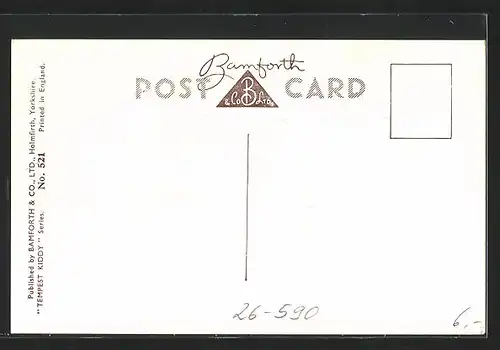 Bamforth
POST CARD
& Co B Ltd.
Published by BAMFORTH & CO., LTD., Holmfirth, Yorkshire.
"TEMPEST KIDDY" Series. No. 521 Printed in England.
26-590
6,-